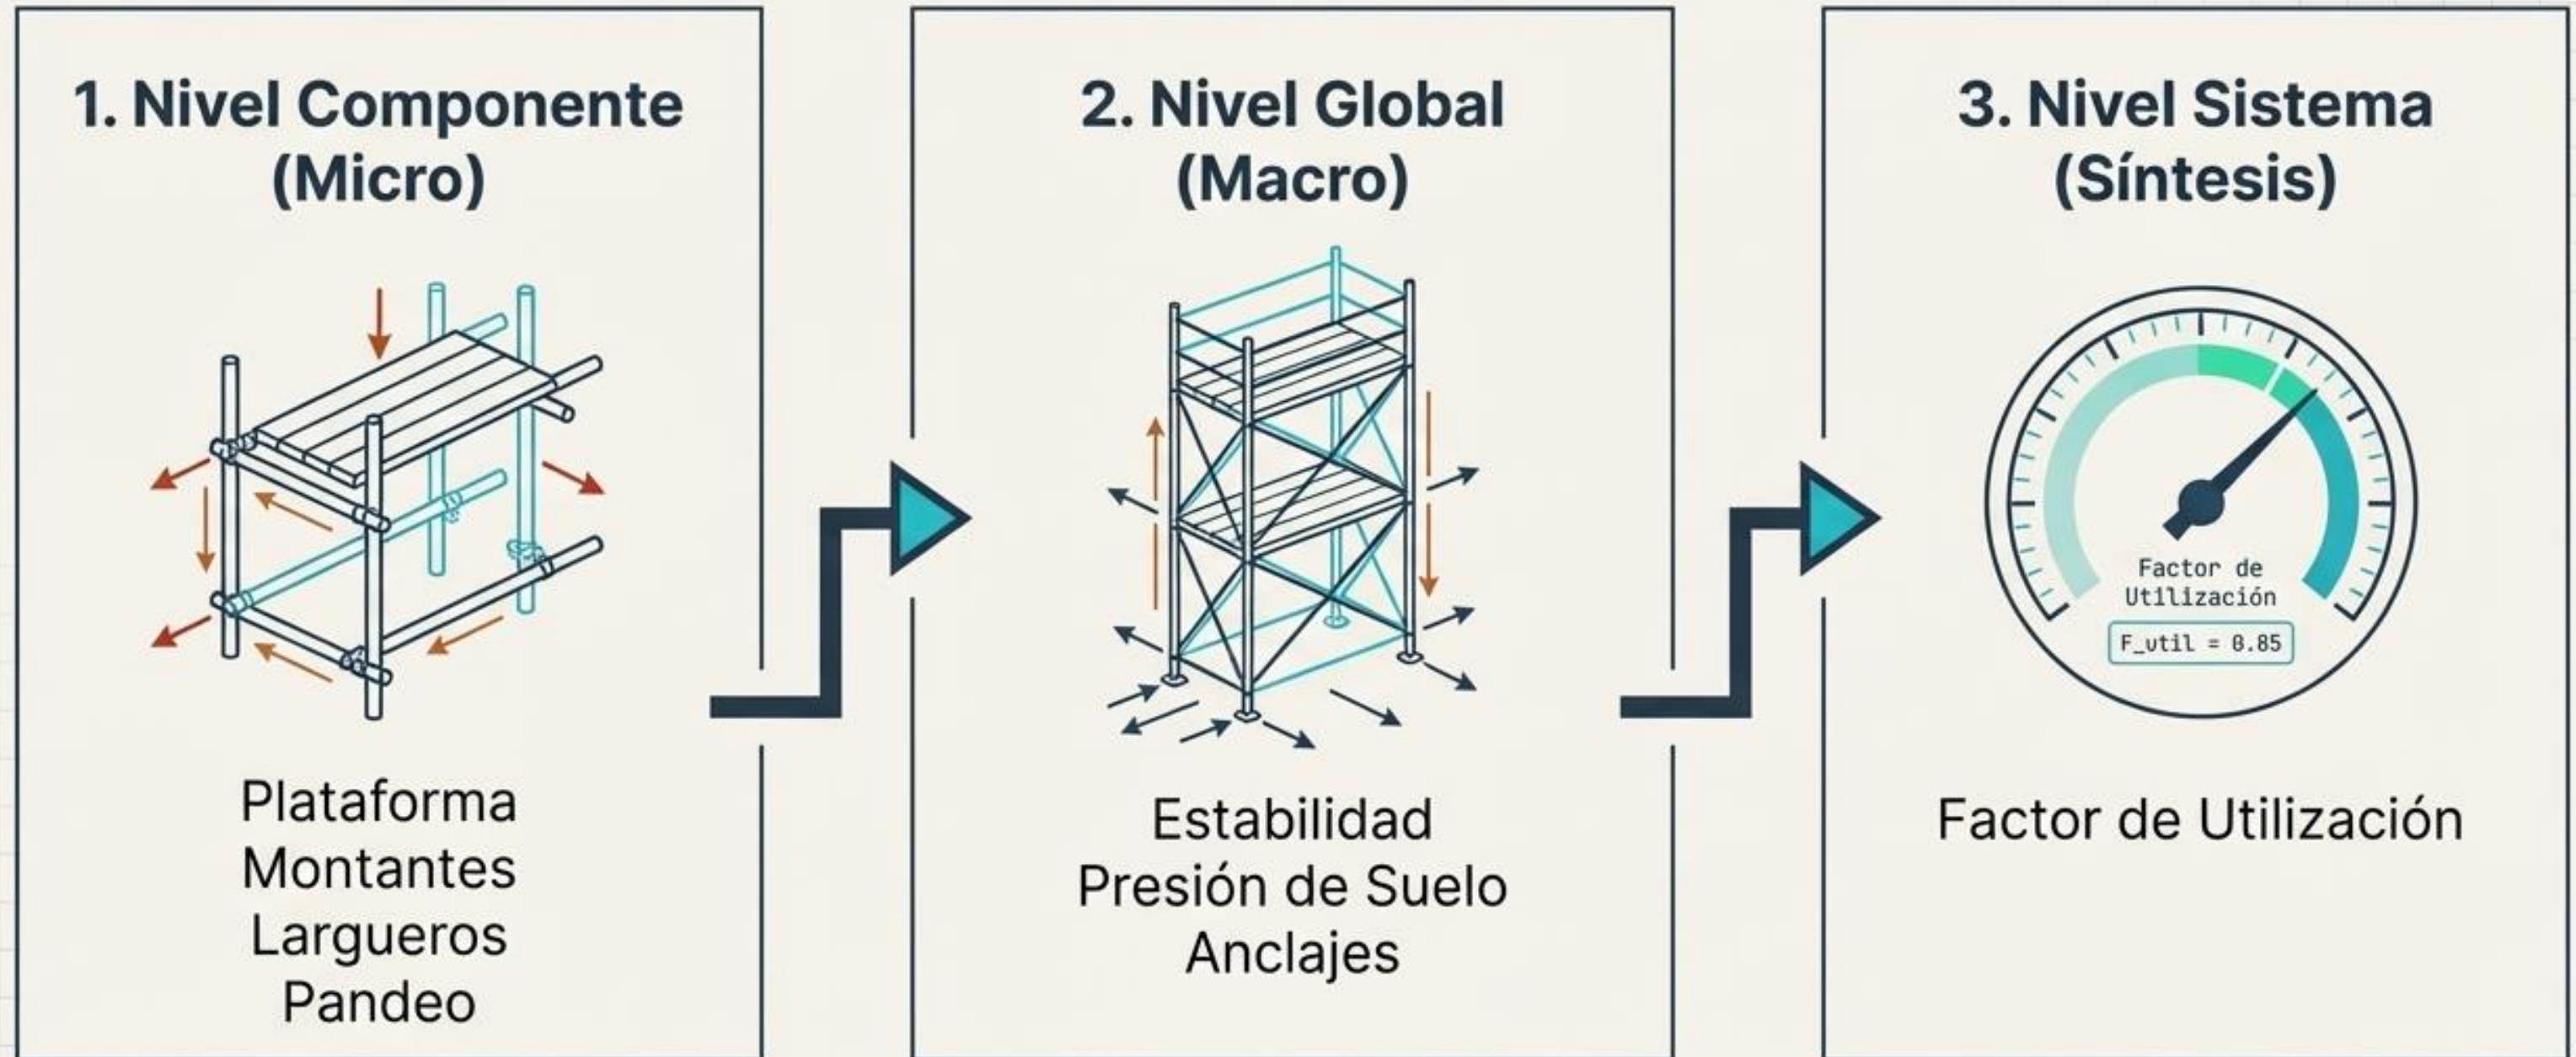 1. Nivel Componente
(Micro)
Plataforma
Montantes
Largueros
Pandeo
2. Nivel Global
(Macro)
Estabilidad
Presión de Suelo
Anclajes
3. Nivel Sistema
(Síntesis)
Factor de
Utilización
F_util = 0.85
Factor de Utilización